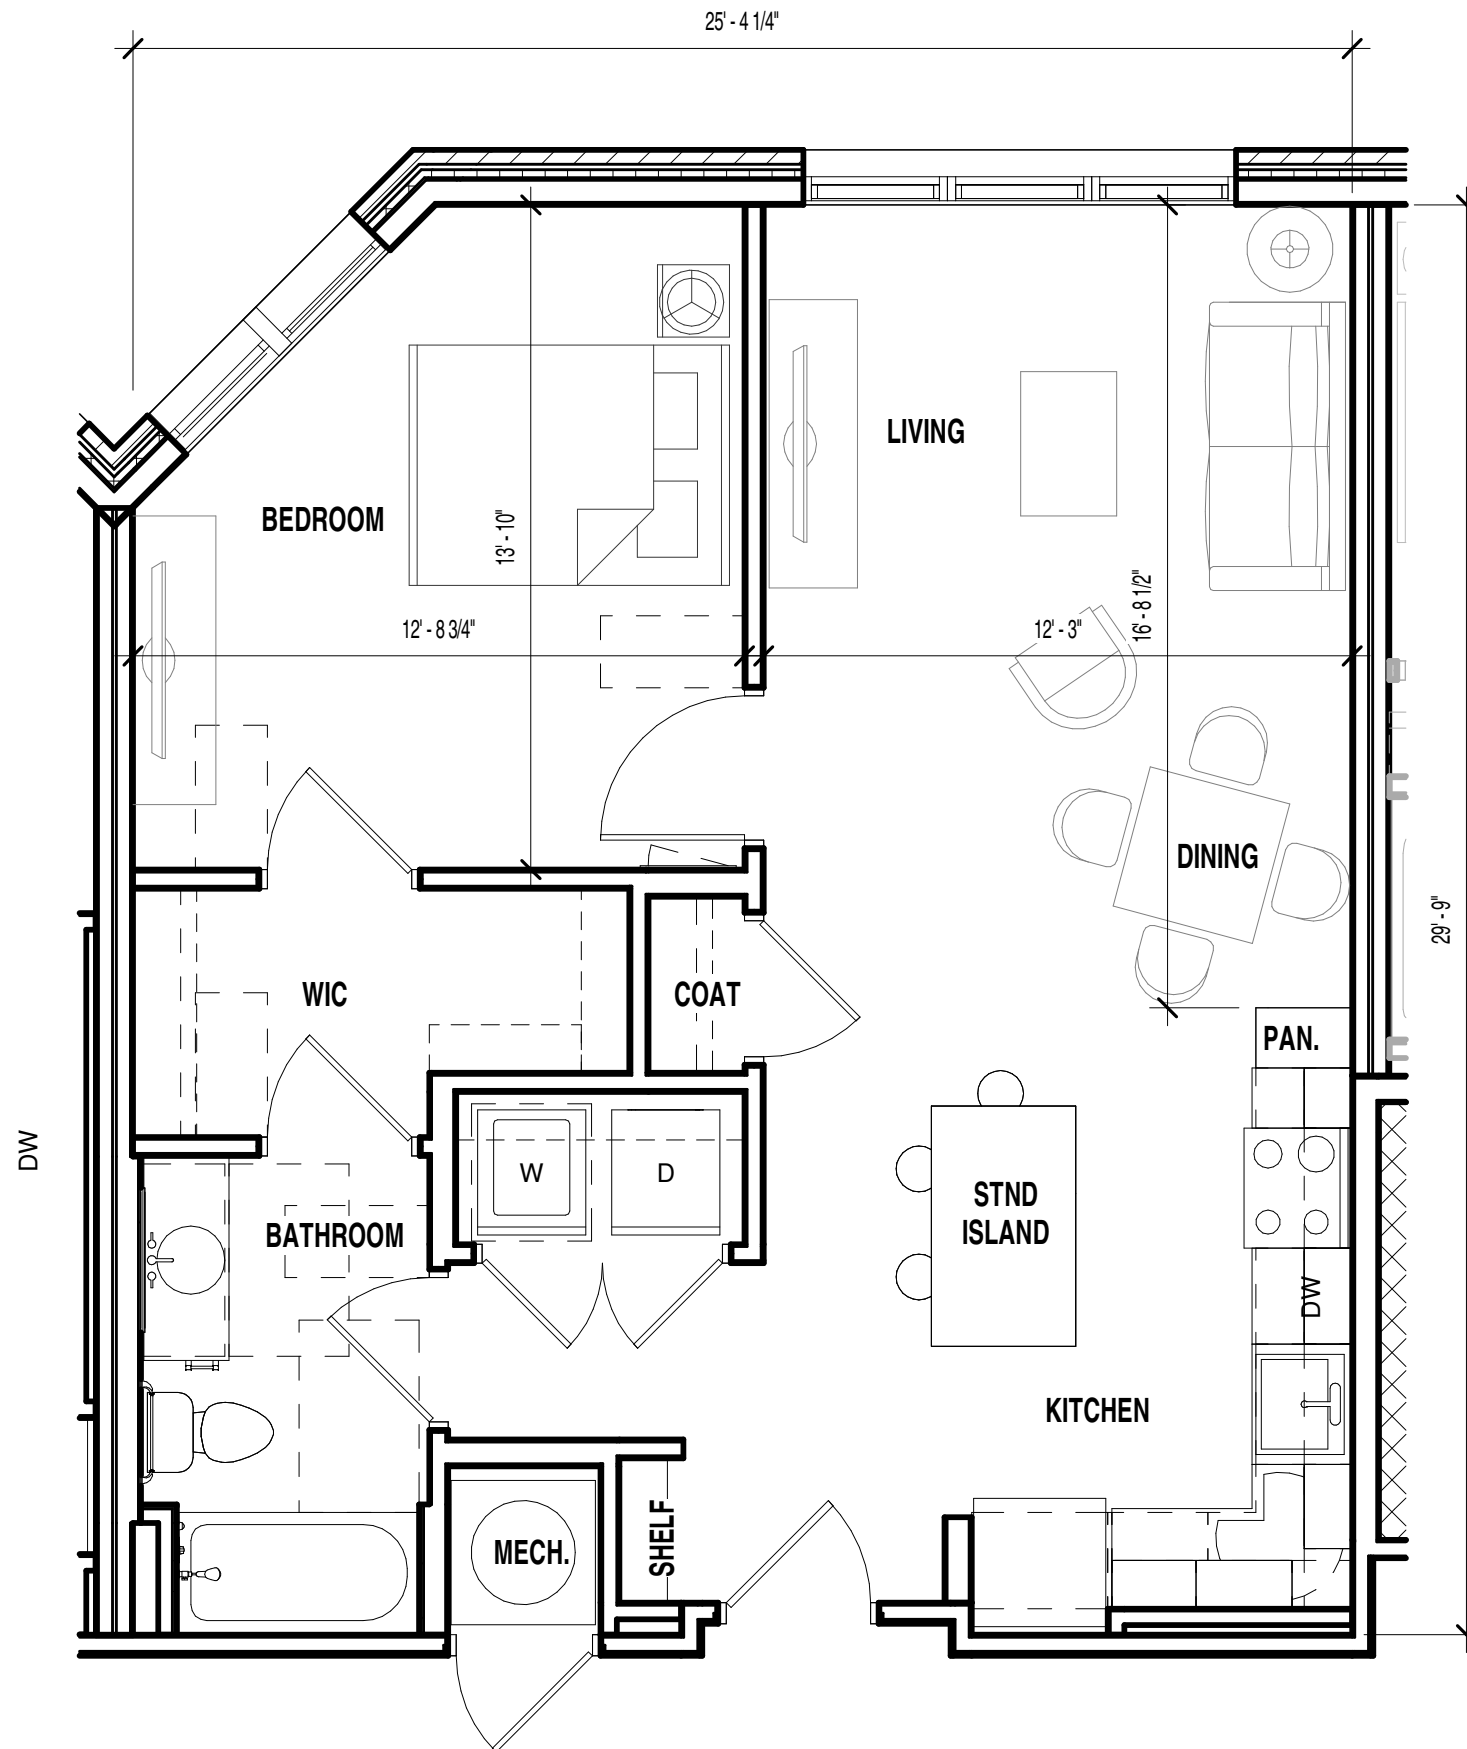 25' - 4 1/4"
LIVING
BEDROOM
13' - 10"
12' - 8 3/4"
12' - 3"
16' - 8 1/2"
DINING
29' - 9"
WIC
COAT
PAN.
DW
W
D
STND
ISLAND
BATHROOM
DW
KITCHEN
MECH.
SHELF